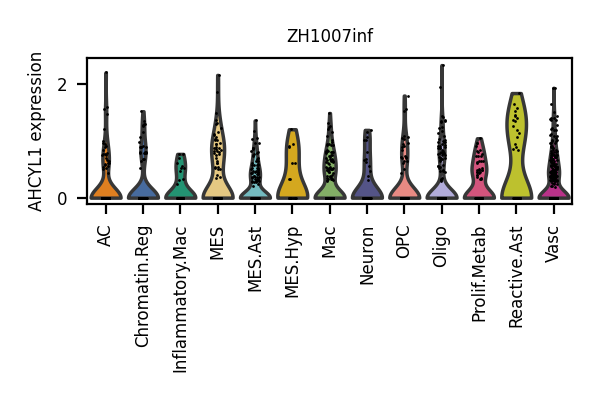 ZH1007inf
AHCYL1 expression
2
0
AC
Chromatin.Reg
Inflammatory.Mac
MES
MES.Ast
MES.Hyp
Mac
Neuron
OPC
Oligo
Prolif.Metab
Reactive.Ast
Vasc